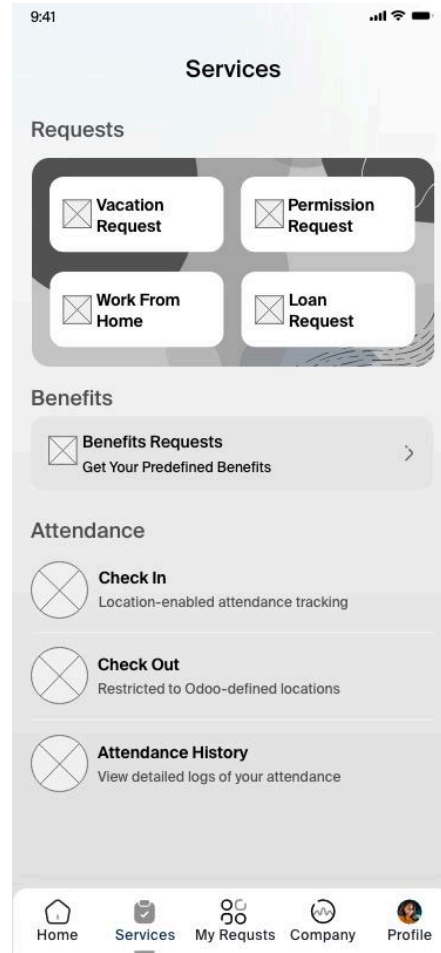 9:41
Services
Requests
Vacation
Request
Permission
Request
Work From
Home
Loan
Request
Benefits
Benefits Requests
Get Your Predefined Benefits
Attendance
Check In
Location-enabled attendance tracking
Check Out
Restricted to Odoo-defined locations
Attendance History
View detailed logs of your attendance
Home Services My Requsts Company Profile